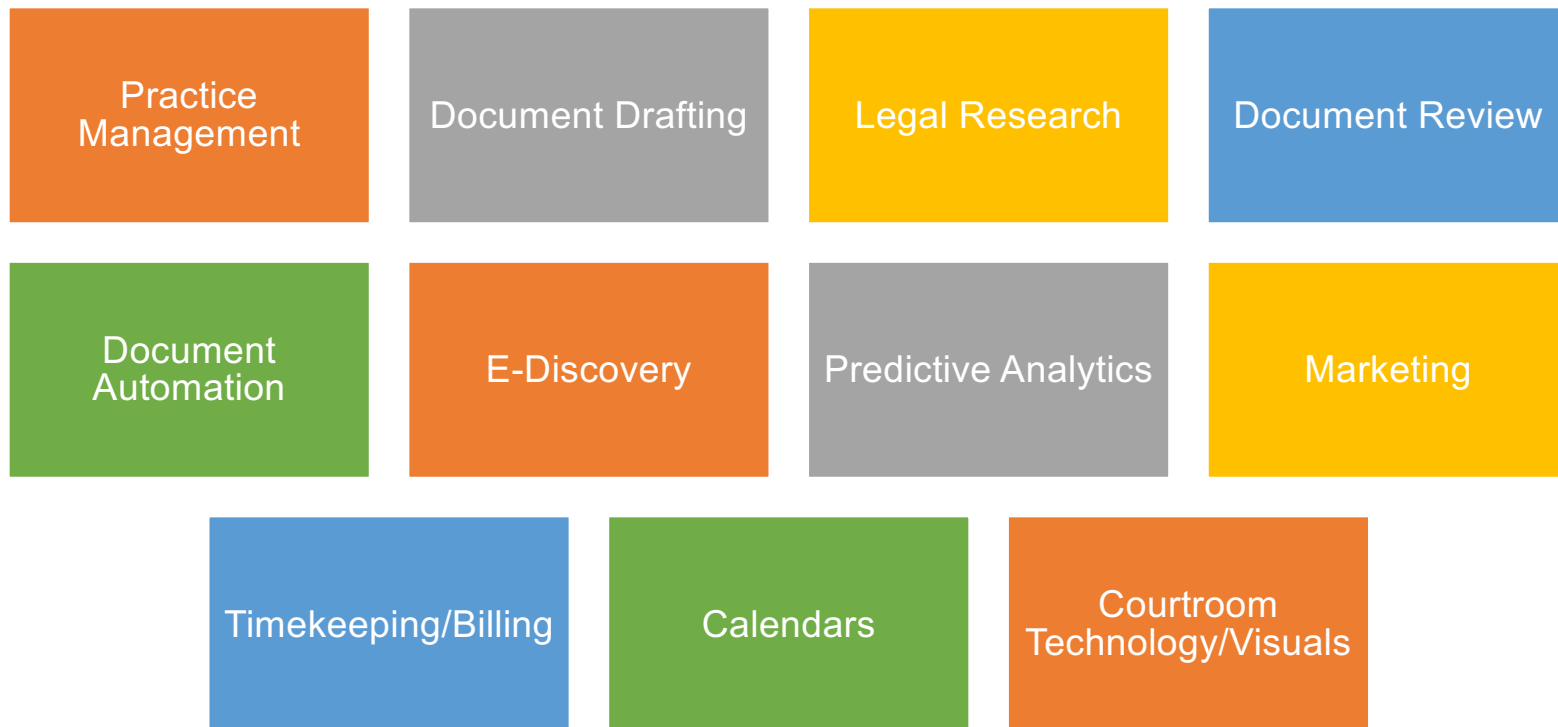 Practice
Management
Document Drafting
Legal Research
Document Review
Document
Automation
E-Discovery
Predictive Analytics
Marketing
Timekeeping/Billing
Calendars
Courtroom
Technology/Visuals